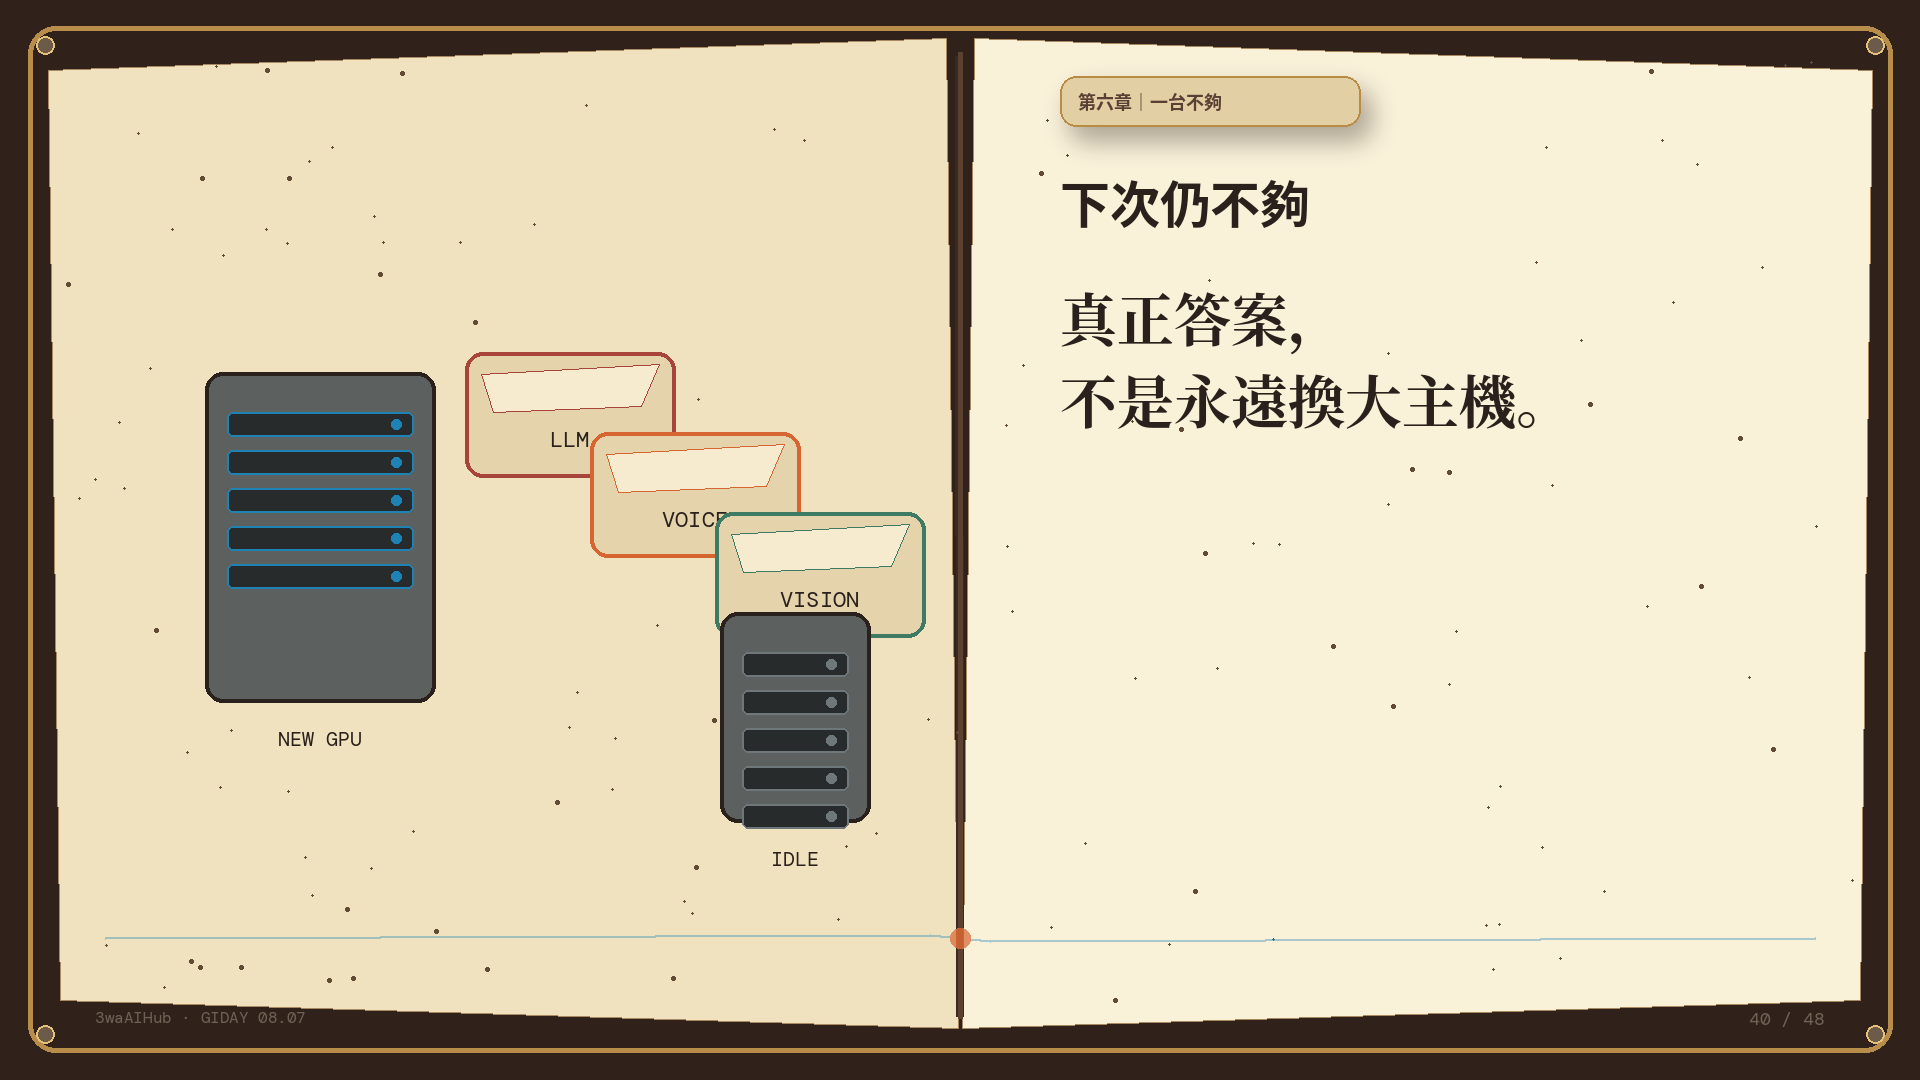 第六章｜一台不夠
下次仍不夠
真正答案，
不是永遠換大主機。
LLM
VOICE
VISION
NEW GPU
IDLE
3waAIHub · GIDAY 08.07
40 / 48